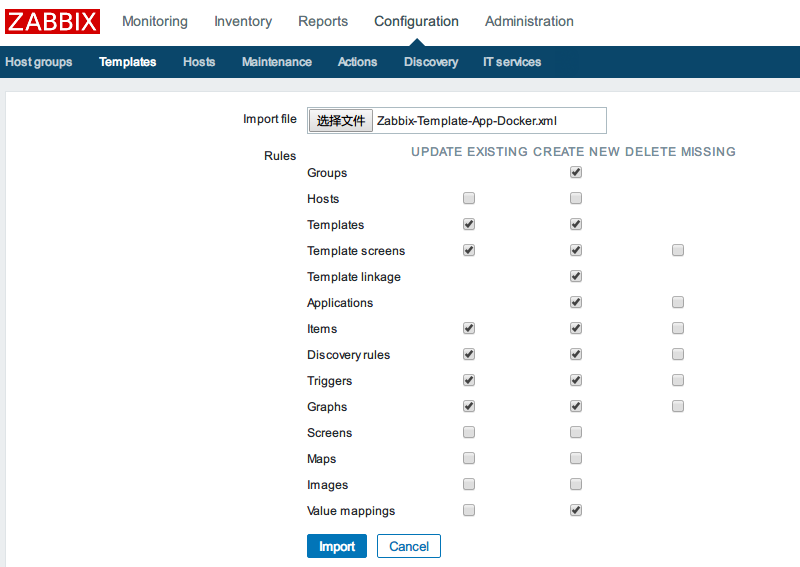 ZABBIX Monitoring Inventory Reports Configuration Administration
Host groups Templates Hosts Maintenance Actions Discovery IT services
Import file 选择文件 Zabbix-Template-App-Docker.xml
Rules UPDATE EXISTING CREATE NEW DELETE MISSING
Groups
Hosts
Templates
Template screens
Template linkage
Applications
Items
Discovery rules
Triggers
Graphs
Screens
Maps
Images
Value mappings
Import Cancel